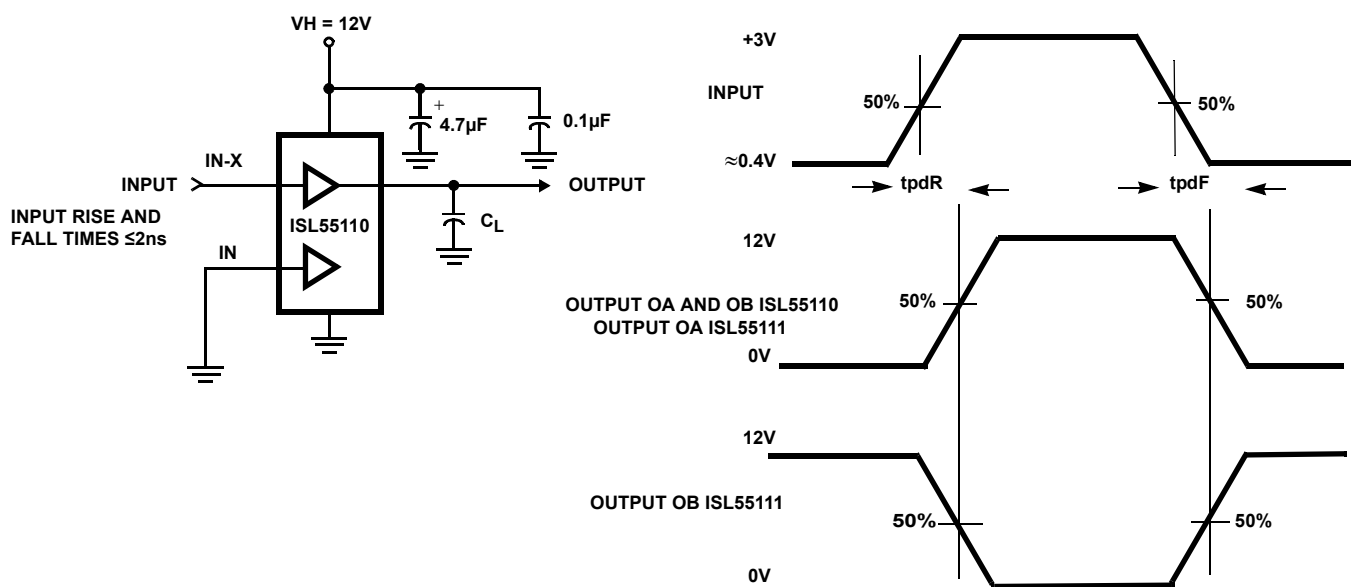 VH = 12V
+
4.7µF
0.1µF
IN-X
INPUT
OUTPUT
INPUT RISE AND
FALL TIMES ≤2ns
ISL55110
CL
IN
+3V
INPUT
50%
50%
≈0.4V
tpdR
tpdF
12V
OUTPUT OA AND OB ISL55110
OUTPUT OA ISL55111
50%
50%
0V
12V
OUTPUT OB ISL55111
50%
50%
0V